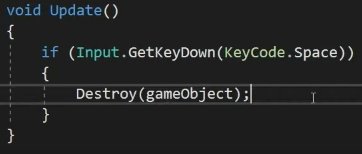 void Update()
{
if (Input.GetKeyDown(KeyCode.Space))
{
Destroy(gameObject);
}
}